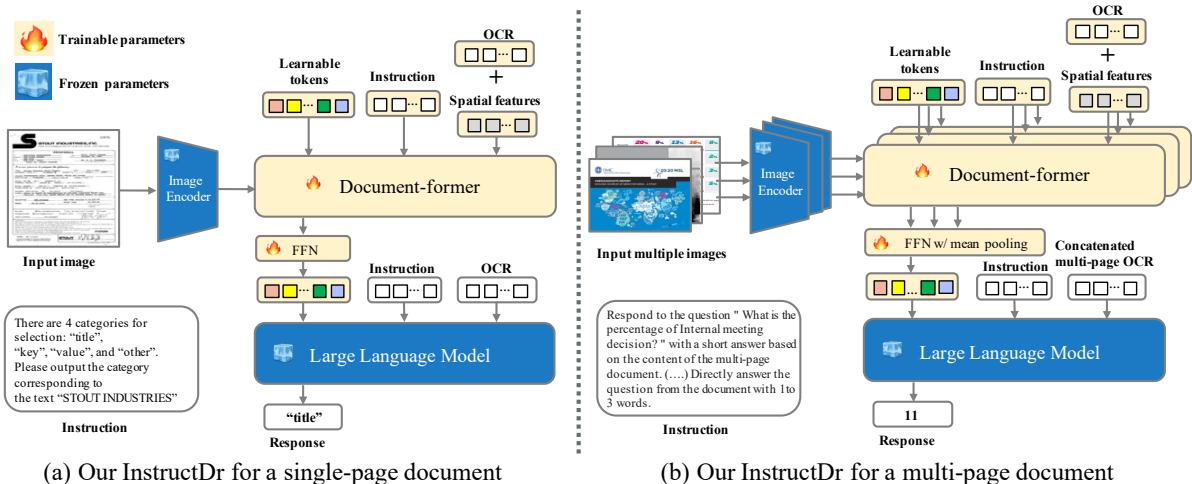 Trainable parameters
Frozen parameters
OCR
Learnable
tokens
Instruction
+
Spatial features
STOUT INDUSTRIES, INC.
Image
Encoder
Document-former
Input image
FFN
Instruction
OCR
There are 4 categories for
selection: “title”,
“key”, “value”, and “other”.
Please output the category
corresponding to
the text “STOUT INDUSTRIES”
Instruction
Large Language Model
“title”
Response
(a) Our InstructDr for a single-page document
OCR
Learnable
tokens
Instruction
+
Spatial features
Image
Encoder
Document-former
Input multiple images
FFN w/ mean pooling
Concatenated
multi-page OCR
Instruction
Respond to the question " What is the
percentage of Internal meeting
decision? " with a short answer based
on the content of the multi-page
document. (….) Directly answer the
question from the document with 1 to
3 words.
Instruction
Large Language Model
11
Response
(b) Our InstructDr for a multi-page document